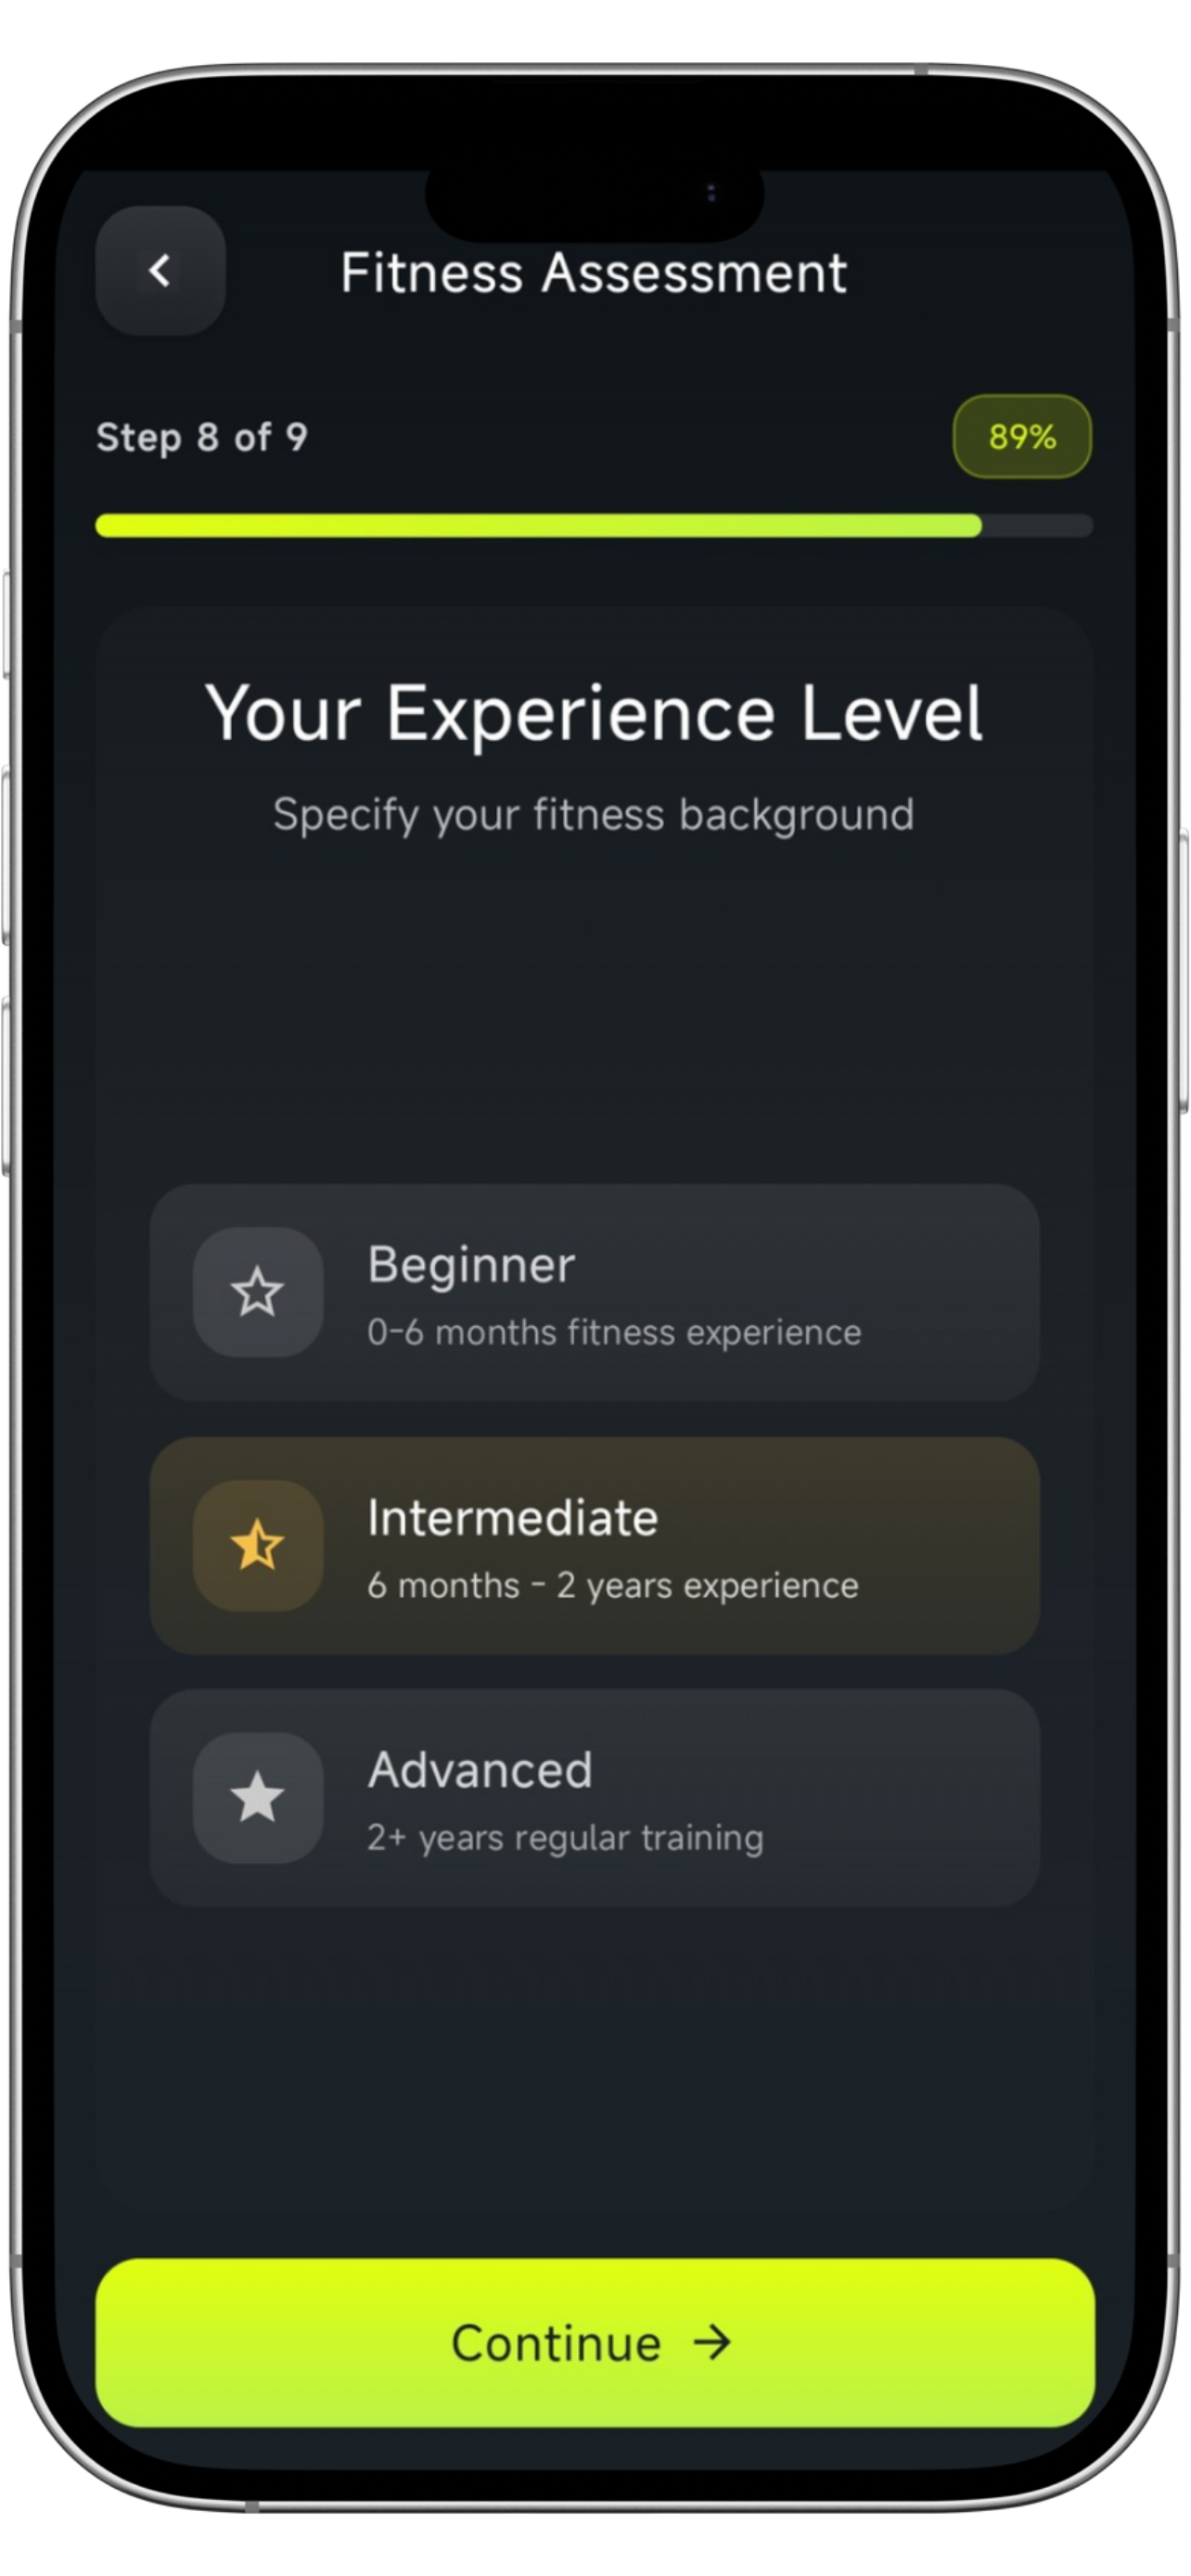 Fitness Assessment
Step 8 of 9
89%
Your Experience Level
Specify your fitness background
Beginner
0-6 months fitness experience
Intermediate
6 months - 2 years experience
Advanced
2+ years regular training
Continue →